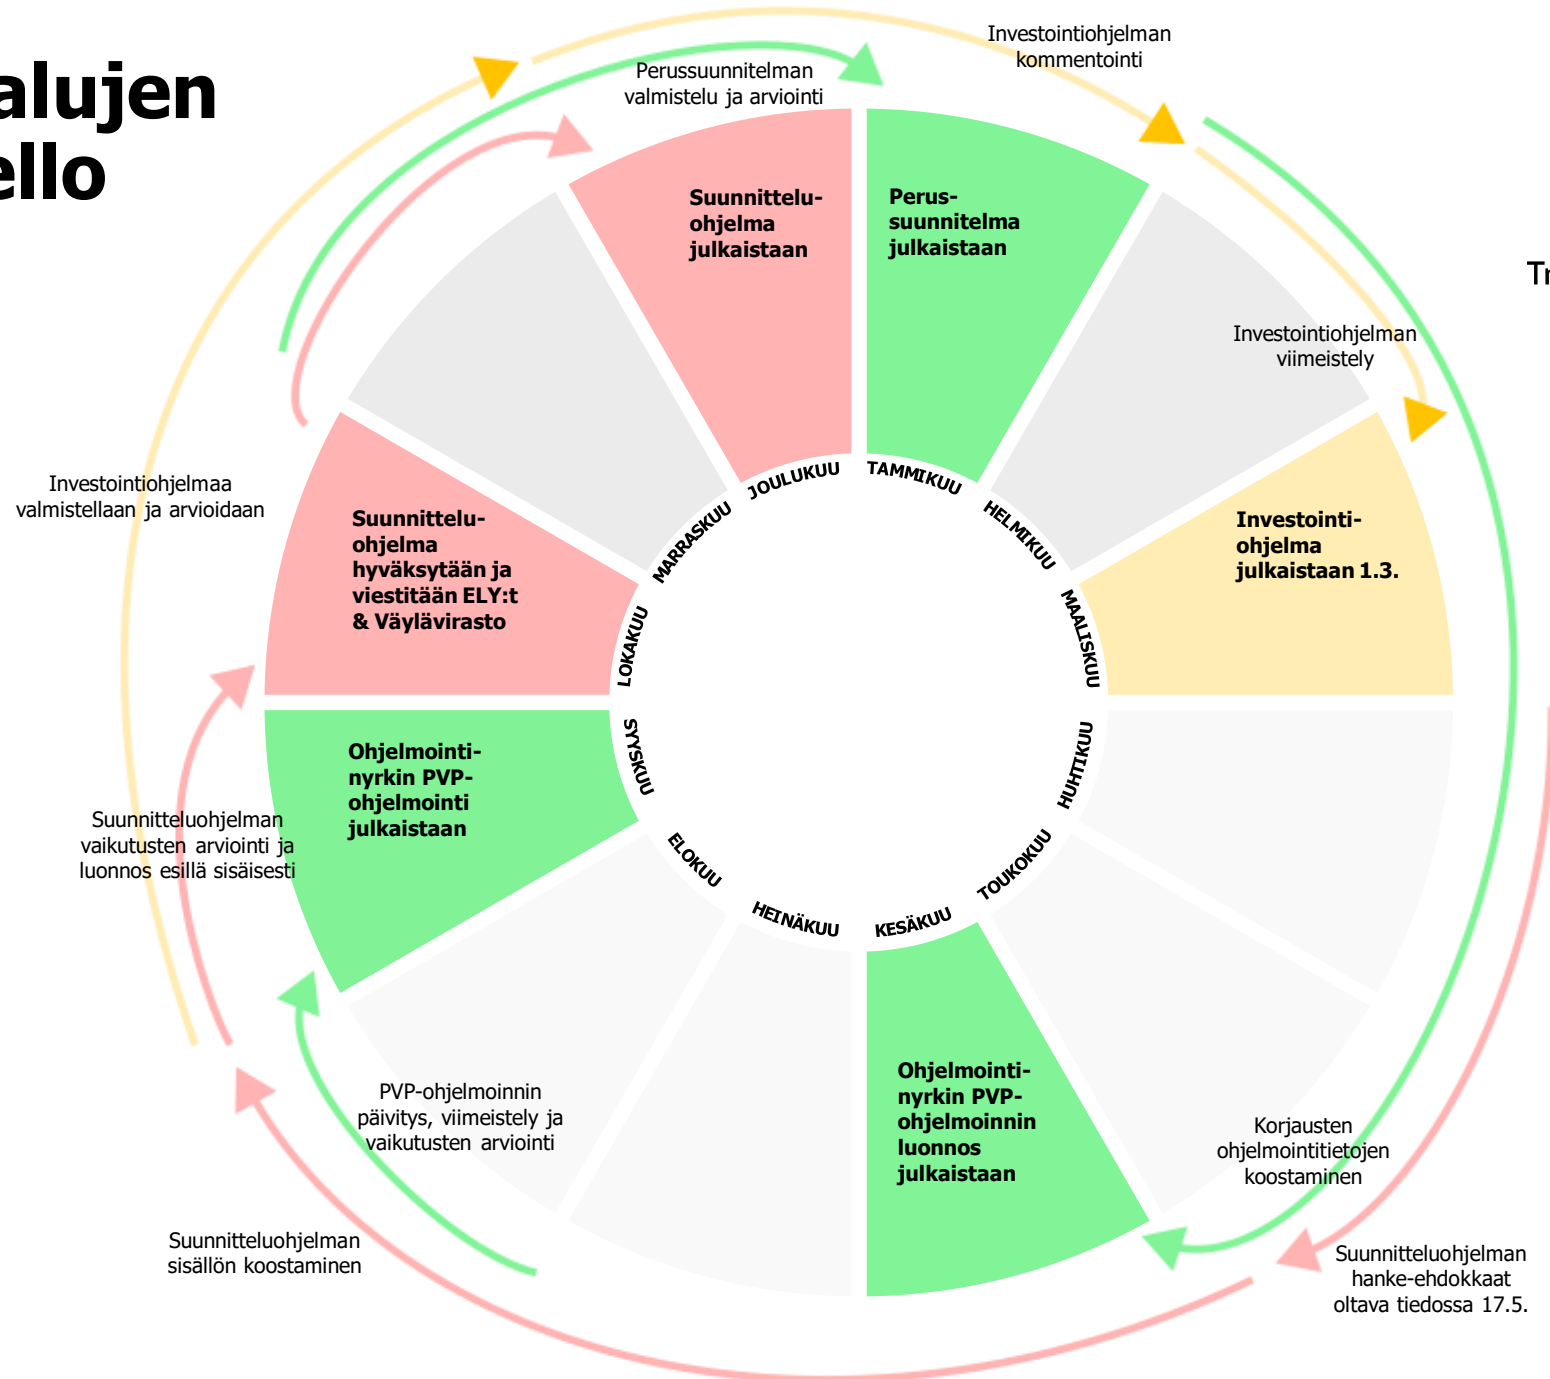 alujen
ello
Investointiohjelman
kommentointi
Perussuunnitelman
valmistelu ja arviointi
Suunnittelu-
ohjelma
julkaistaan
Perus-
suunnitelma
julkaistaan
Tr
Investointiohjelman
viimeistely
JOULUKUU
TAMMIKUU
MARRASKUU
HELMIKUU
Investointiohjelmaa
valmistellaan ja arvioidaan
Suunnittelu-
ohjelma
hyväksytään ja
viestitään ELY:t
& Väylävirasto
Investointi-
ohjelma
julkaistaan 1.3.
LOKAKUU
MAALISKUU
SYYSKUU
HUHTIKUU
Ohjelmointi-
nyrkin PVP-
ohjelmointi
julkaistaan
Suunnitteluohjelman
vaikutusten arviointi ja
luonnos esillä sisäisesti
ELOKUU
TOUKOKUU
HEINÄKUU
KESÄKUU
PVP-ohjelmoinnin
päivitys, viimeistely ja
vaikutusten arviointi
Ohjelmointi-
nyrkin PVP-
ohjelmoinnin
luonnos
julkaistaan
Korjausten
ohjelmointitietojen
koostaminen
Suunnitteluohjelman
sisällön koostaminen
Suunnitteluohjelman
hanke-ehdokkaat
oltava tiedossa 17.5.